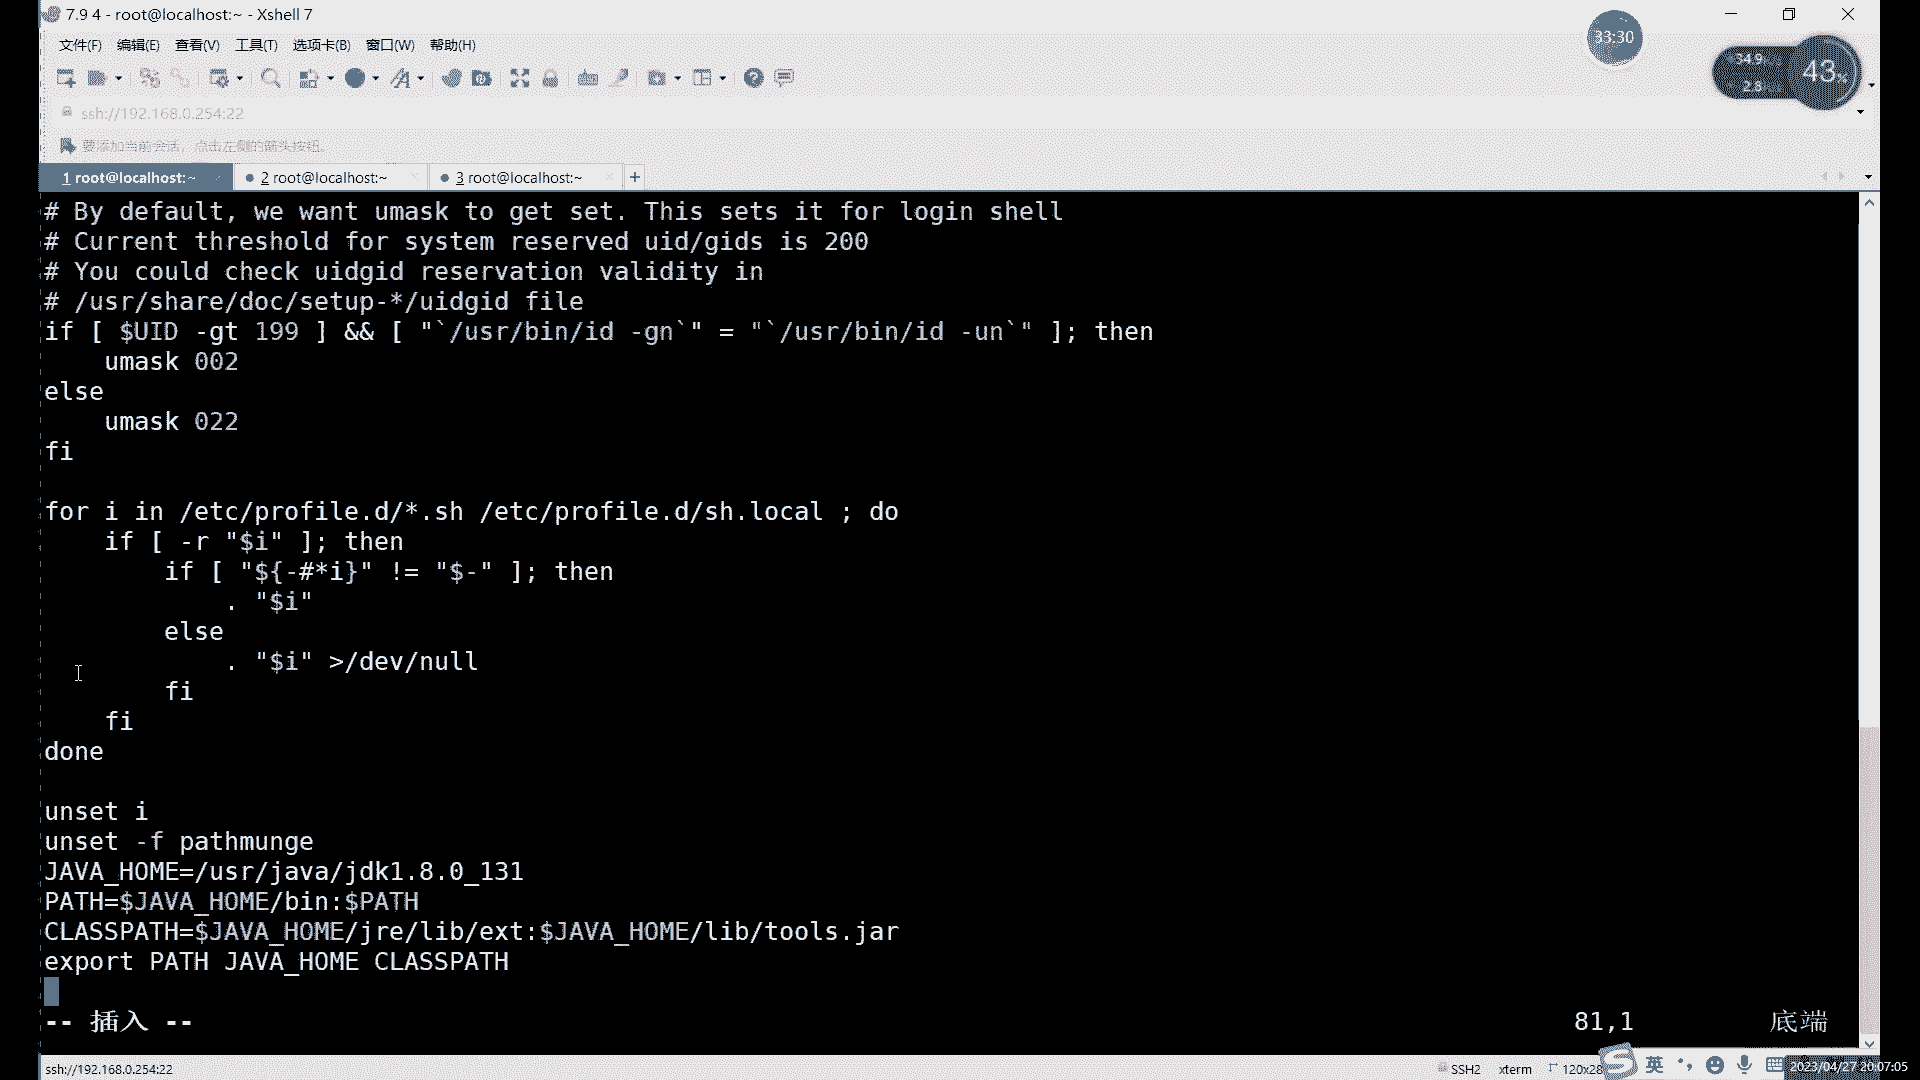 7.9 4 - root@localhost:~ - Xshell 7
文件(F) 编辑(E) 查看(V) 工具(T) 选项卡(B) 窗口(W) 帮助(H)
33:30
34.9
2.8
43%
ssh://192.168.0.254:22
要添加当前会话，点击左侧的箭头按钮。
1 root@localhost:~ 2 root@localhost:~ 3 root@localhost:~ +
# By default, we want umask to get set. This sets it for login shell
# Current threshold for system reserved uid/gids is 200
# You could check uidgid reservation validity in
# /usr/share/doc/setup-*/uidgid file
if [ $UID -gt 199 ] && [ "`/usr/bin/id -gn`" = "`/usr/bin/id -un`" ]; then
    umask 002
else
    umask 022
fi
for i in /etc/profile.d/*.sh /etc/profile.d/sh.local ; do
    if [ -r "$i" ]; then
        if [ "${-#*i}" != "$-" ]; then
            . "$i"
        else
            . "$i" >/dev/null
        fi
    fi
done
unset i
unset -f pathmunge
JAVA_HOME=/usr/java/jdk1.8.0_131
PATH=$JAVA_HOME/bin:$PATH
CLASSPATH=$JAVA_HOME/jre/lib/ext:$JAVA_HOME/lib/tools.jar
export PATH JAVA_HOME CLASSPATH
-- 插入 -- 81,1 底端
ssh://192.168.0.254:22 SSH2 xterm 120x28 英 2023/04/27 20:07:05